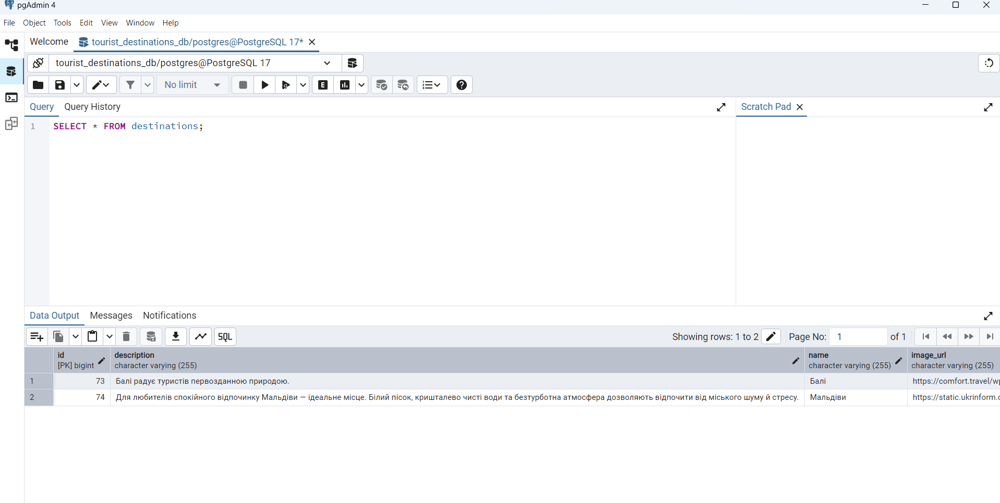 pgAdmin 4
File Object Tools Edit View Window Help
Welcome tourist_destinations_db/postgres@PostgreSQL 17*
tourist_destinations_db/postgres@PostgreSQL 17
No limit E
Query Query History Scratch Pad
1 SELECT * FROM destinations;
Data Output Messages Notifications
SQL Showing rows: 1 to 2 Page No: 1 of 1
id description name image_url
[PK] bigint character varying (255) character varying (255) character varying (255)
1 73 Балі радує туристів первозданною природою. Балі https://comfort.travel/wp
2 74 Для любителів спокійного відпочинку Мальдіви — ідеальне місце. Білий пісок, кришталево чисті води та безтурботна атмосфера дозволяють відпочити від міського шуму й стресу. Мальдіви https://static.ukrinform.c